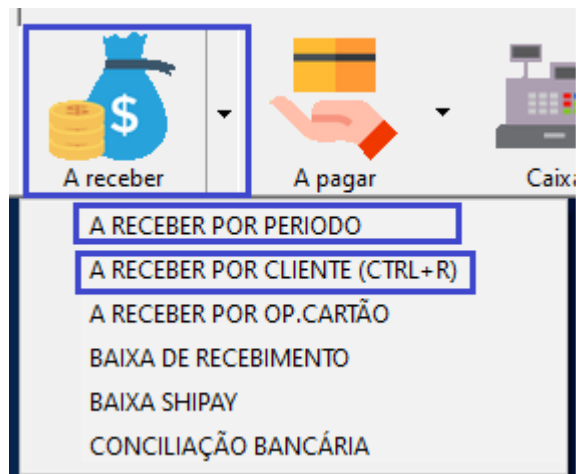 $
A receber
A pagar
Caixa
A RECEBER POR PERIODO
A RECEBER POR CLIENTE (CTRL+R)
A RECEBER POR OP.CARTÃO
BAIXA DE RECEBIMENTO
BAIXA SHIPAY
CONCILIAÇÃO BANCÁRIA